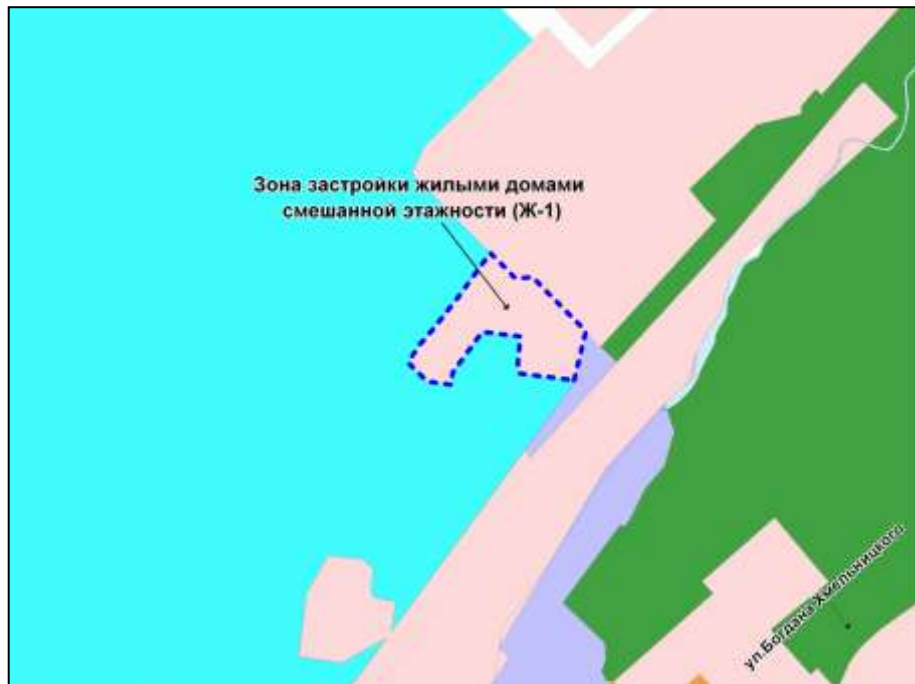 Зона застройки жилыми домами
смешанной этажности (Ж-1)
ул.Богдана Хмельницкого